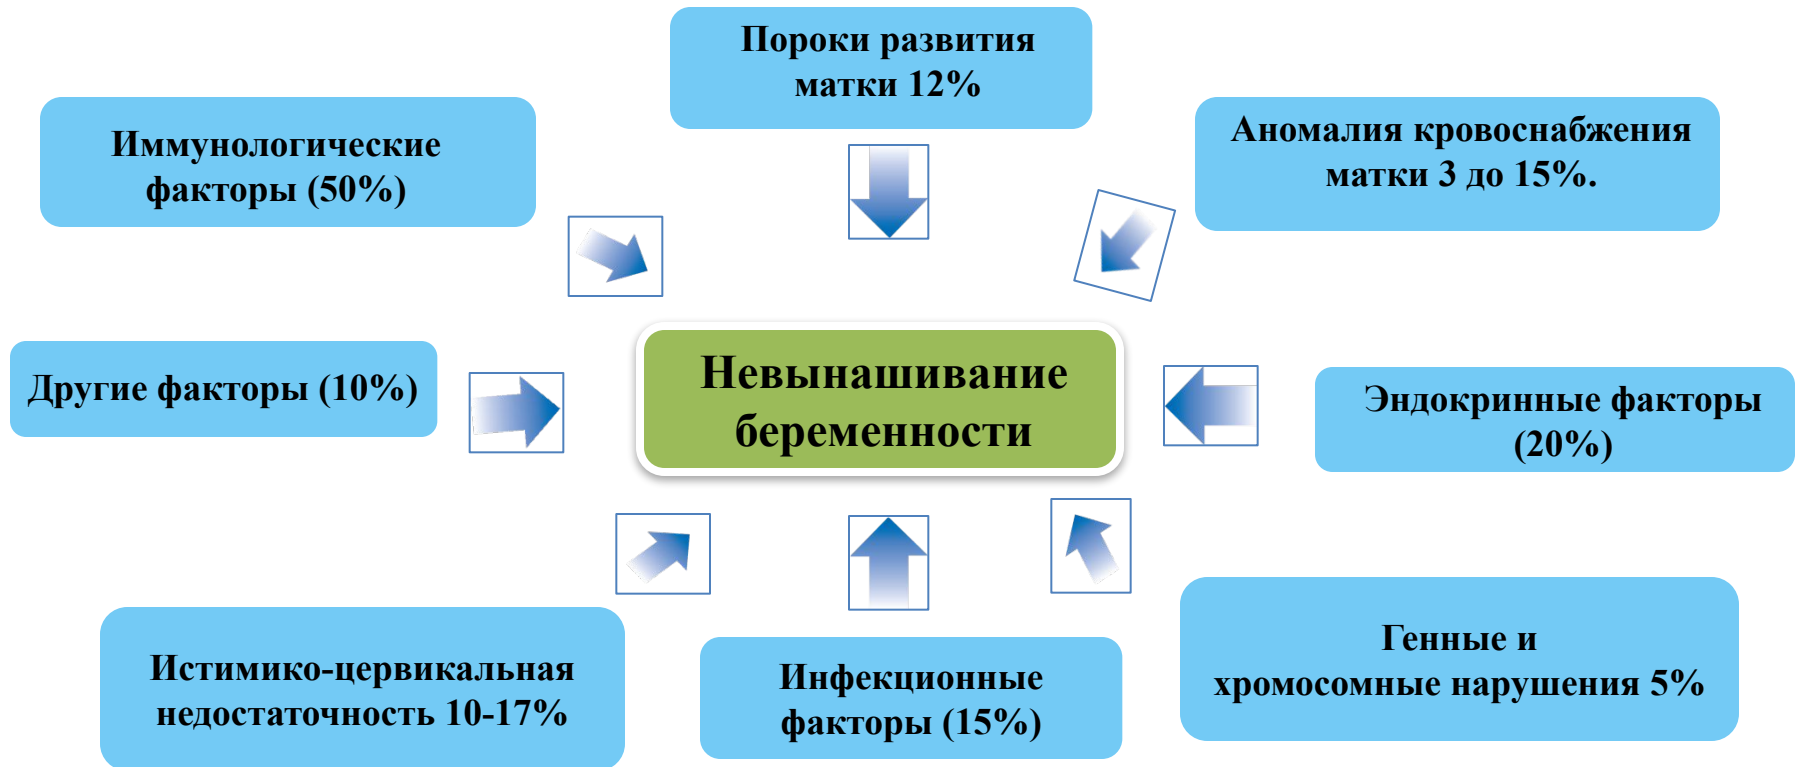 Пороки развития
матки 12%
Иммунологические
факторы (50%)
Аномалия кровоснабжения
матки 3 до 15%.
Другие факторы (10%)
Невынашивание
беременности
Эндокринные факторы
(20%)
Истимико-цервикальная
недостаточность 10-17%
Инфекционные
факторы (15%)
Генные и
хромосомные нарушения 5%